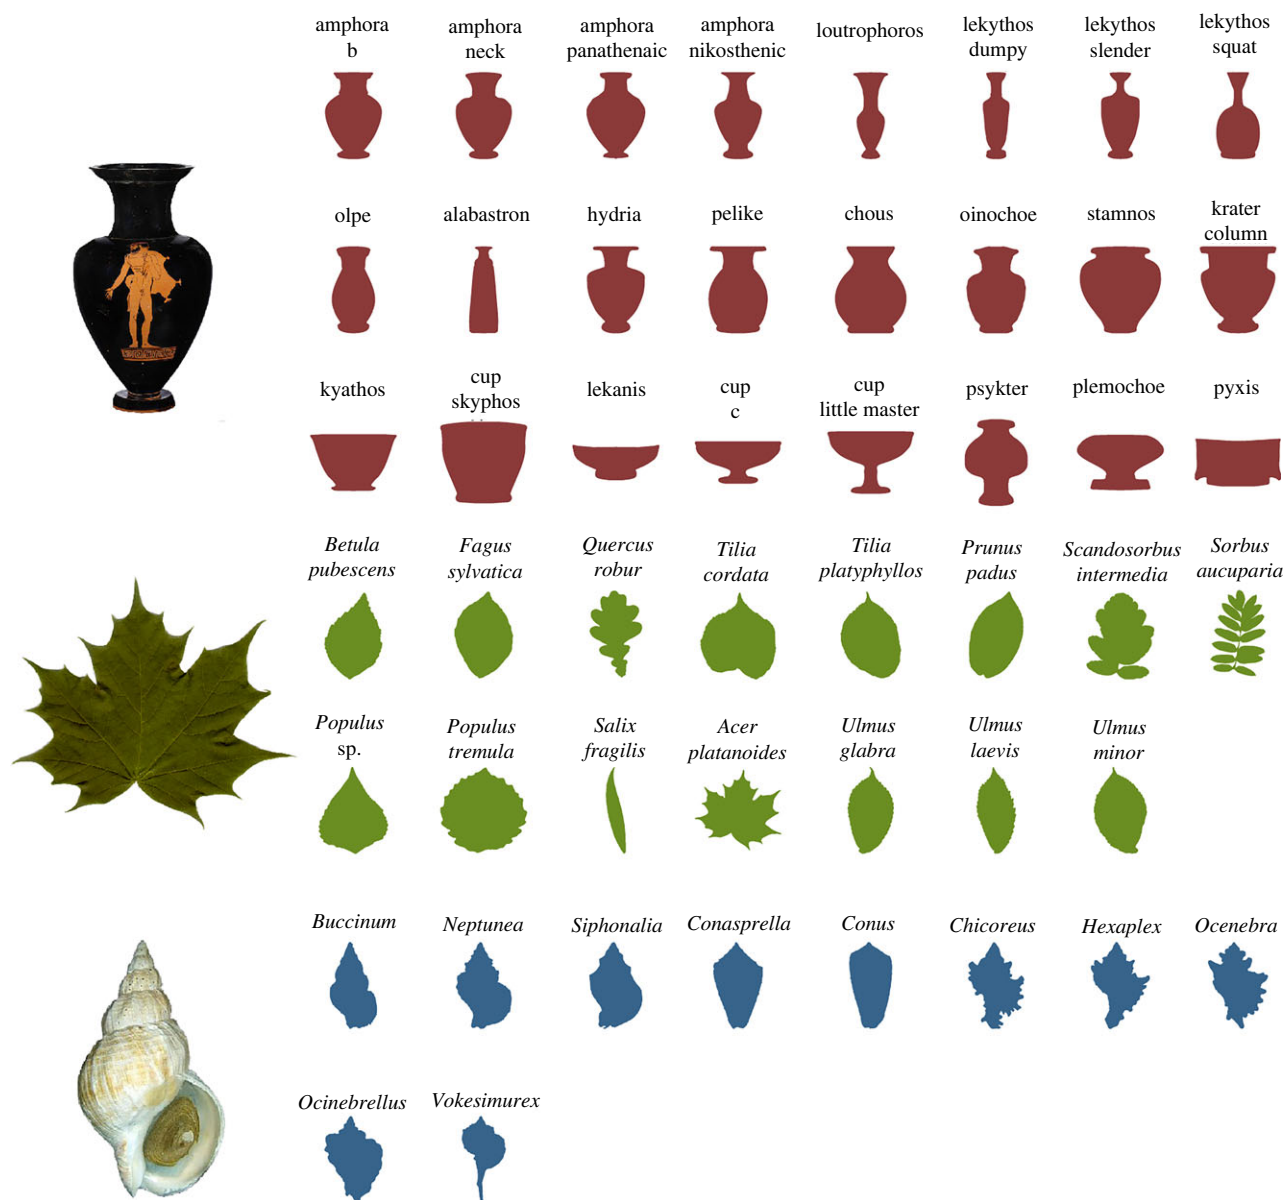 amphora
b
amphora
neck
amphora
panathenaic
amphora
nikosthenic
loutrophoros
lekythos
dumpy
lekythos
slender
lekythos
squat
olpe
alabastron
hydria
pelike
chous
oinochoe
stamnos
krater
column
kyathos
cup
skyphos
lekanis
cup
c
cup
little master
psykter
plemochoe
pyxis
Betula
pubescens
Fagus
sylvatica
Quercus
robur
Tilia
cordata
Tilia
platyphyllos
Prunus
padus
Scandosorbus
intermedia
Sorbus
aucuparia
Populus
sp.
Populus
tremula
Salix
fragilis
Acer
platanoides
Ulmus
glabra
Ulmus
laevis
Ulmus
minor
Buccinum
Neptunea
Siphonalia
Conasprella
Conus
Chicoreus
Hexaplex
Ocenebra
Ocinebrellus
Vokesimurex